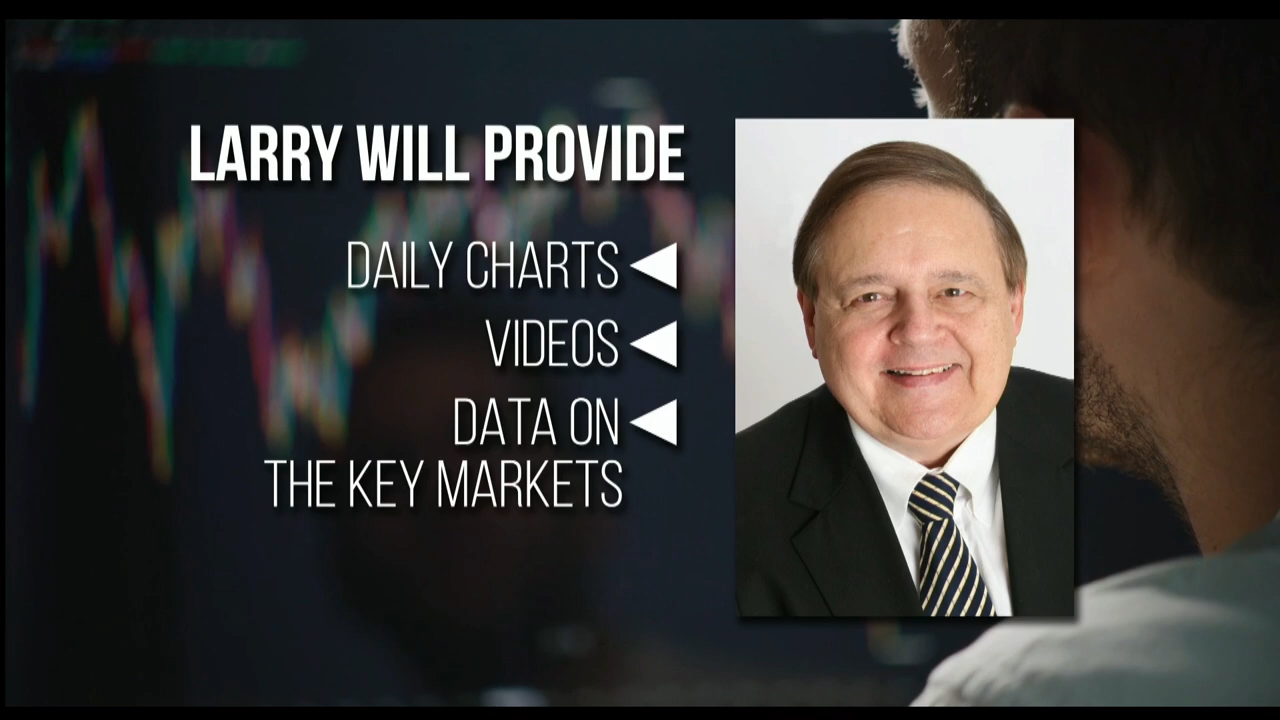 LARRY WILL PROVIDE
DAILY CHARTS
VIDEOS
DATA ON
THE KEY MARKETS